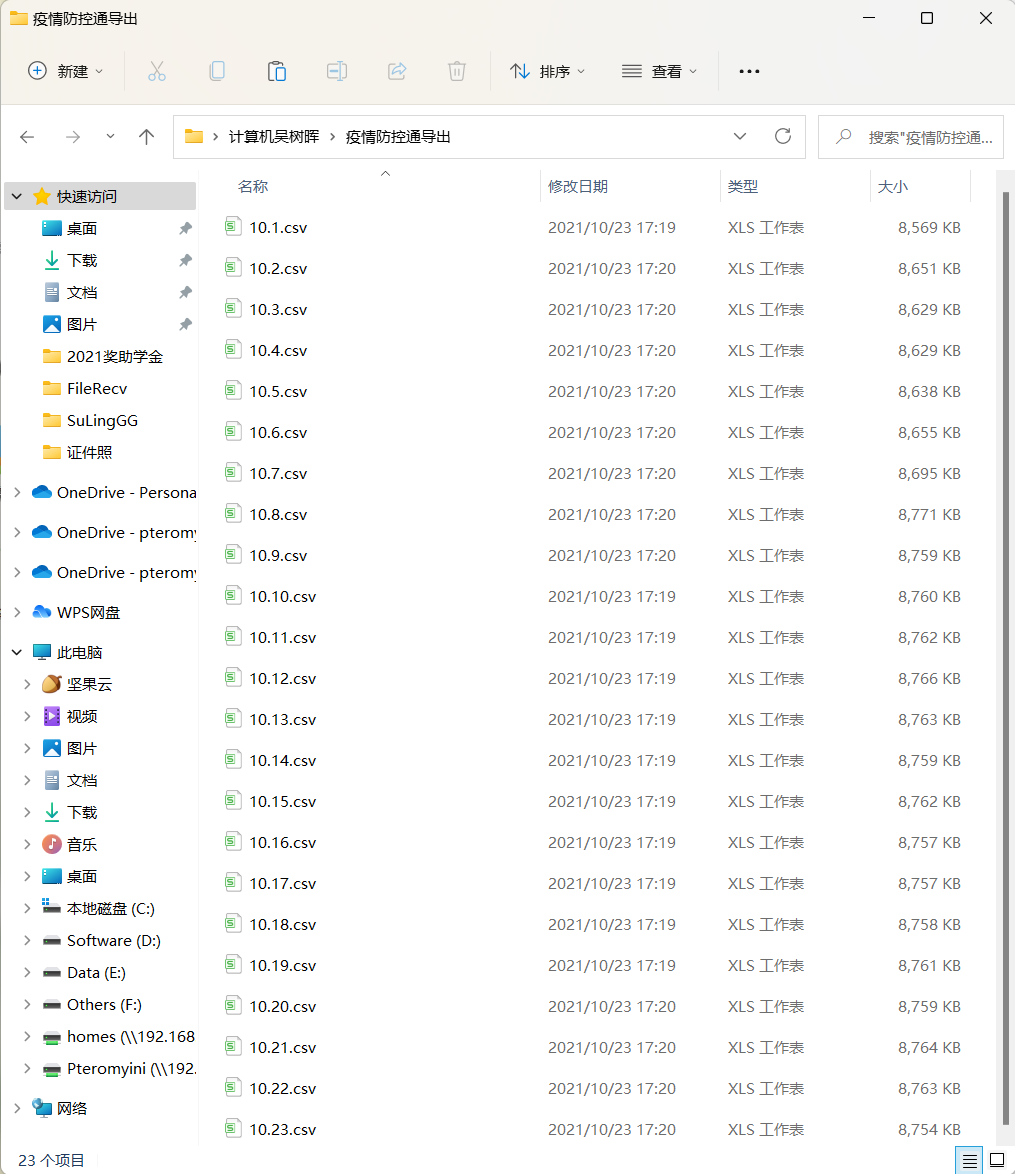 疫情防控通导出
新建
排序
查看
计算机吴树晖 疫情防控通导出
搜索"疫情防控通...
名称 修改日期 类型 大小
快速访问
桌面
下载
文档
图片
2021奖助学金
FileRecv
SuLingGG
证件照
OneDrive - Persona
OneDrive - pteromy
OneDrive - pteromy
WPS网盘
此电脑
坚果云
视频
图片
文档
下载
音乐
桌面
本地磁盘 (C:)
Software (D:)
Data (E:)
Others (F:)
homes (\\192.168
Pteromyini (\\192.
网络
10.1.csv 2021/10/23 17:19 XLS 工作表 8,569 KB
10.2.csv 2021/10/23 17:20 XLS 工作表 8,651 KB
10.3.csv 2021/10/23 17:20 XLS 工作表 8,629 KB
10.4.csv 2021/10/23 17:20 XLS 工作表 8,629 KB
10.5.csv 2021/10/23 17:20 XLS 工作表 8,638 KB
10.6.csv 2021/10/23 17:20 XLS 工作表 8,655 KB
10.7.csv 2021/10/23 17:20 XLS 工作表 8,695 KB
10.8.csv 2021/10/23 17:20 XLS 工作表 8,771 KB
10.9.csv 2021/10/23 17:20 XLS 工作表 8,759 KB
10.10.csv 2021/10/23 17:19 XLS 工作表 8,760 KB
10.11.csv 2021/10/23 17:19 XLS 工作表 8,762 KB
10.12.csv 2021/10/23 17:19 XLS 工作表 8,766 KB
10.13.csv 2021/10/23 17:19 XLS 工作表 8,763 KB
10.14.csv 2021/10/23 17:19 XLS 工作表 8,759 KB
10.15.csv 2021/10/23 17:19 XLS 工作表 8,762 KB
10.16.csv 2021/10/23 17:19 XLS 工作表 8,757 KB
10.17.csv 2021/10/23 17:19 XLS 工作表 8,757 KB
10.18.csv 2021/10/23 17:19 XLS 工作表 8,758 KB
10.19.csv 2021/10/23 17:19 XLS 工作表 8,761 KB
10.20.csv 2021/10/23 17:20 XLS 工作表 8,759 KB
10.21.csv 2021/10/23 17:20 XLS 工作表 8,764 KB
10.22.csv 2021/10/23 17:20 XLS 工作表 8,763 KB
10.23.csv 2021/10/23 17:20 XLS 工作表 8,754 KB
23 个项目